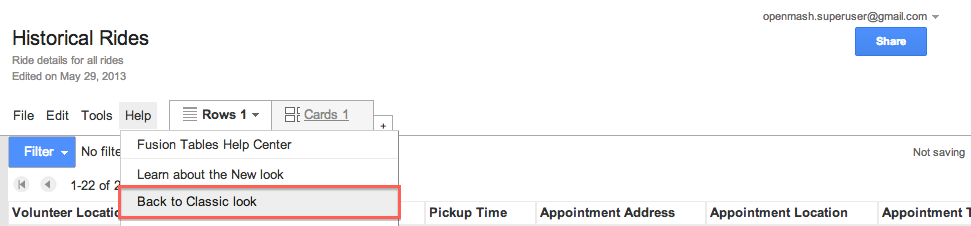 openmash.superuser@gmail.com
Historical Rides
Share
Ride details for all rides
Edited on May 29, 2013
File Edit Tools Help Rows 1 Cards 1 +
Fusion Tables Help Center
Filter No filte Not saving
Learn about the New look
1-22 of 2
Back to Classic look
Volunteer Locatio Pickup Time Appointment Address Appointment Location Appointment T